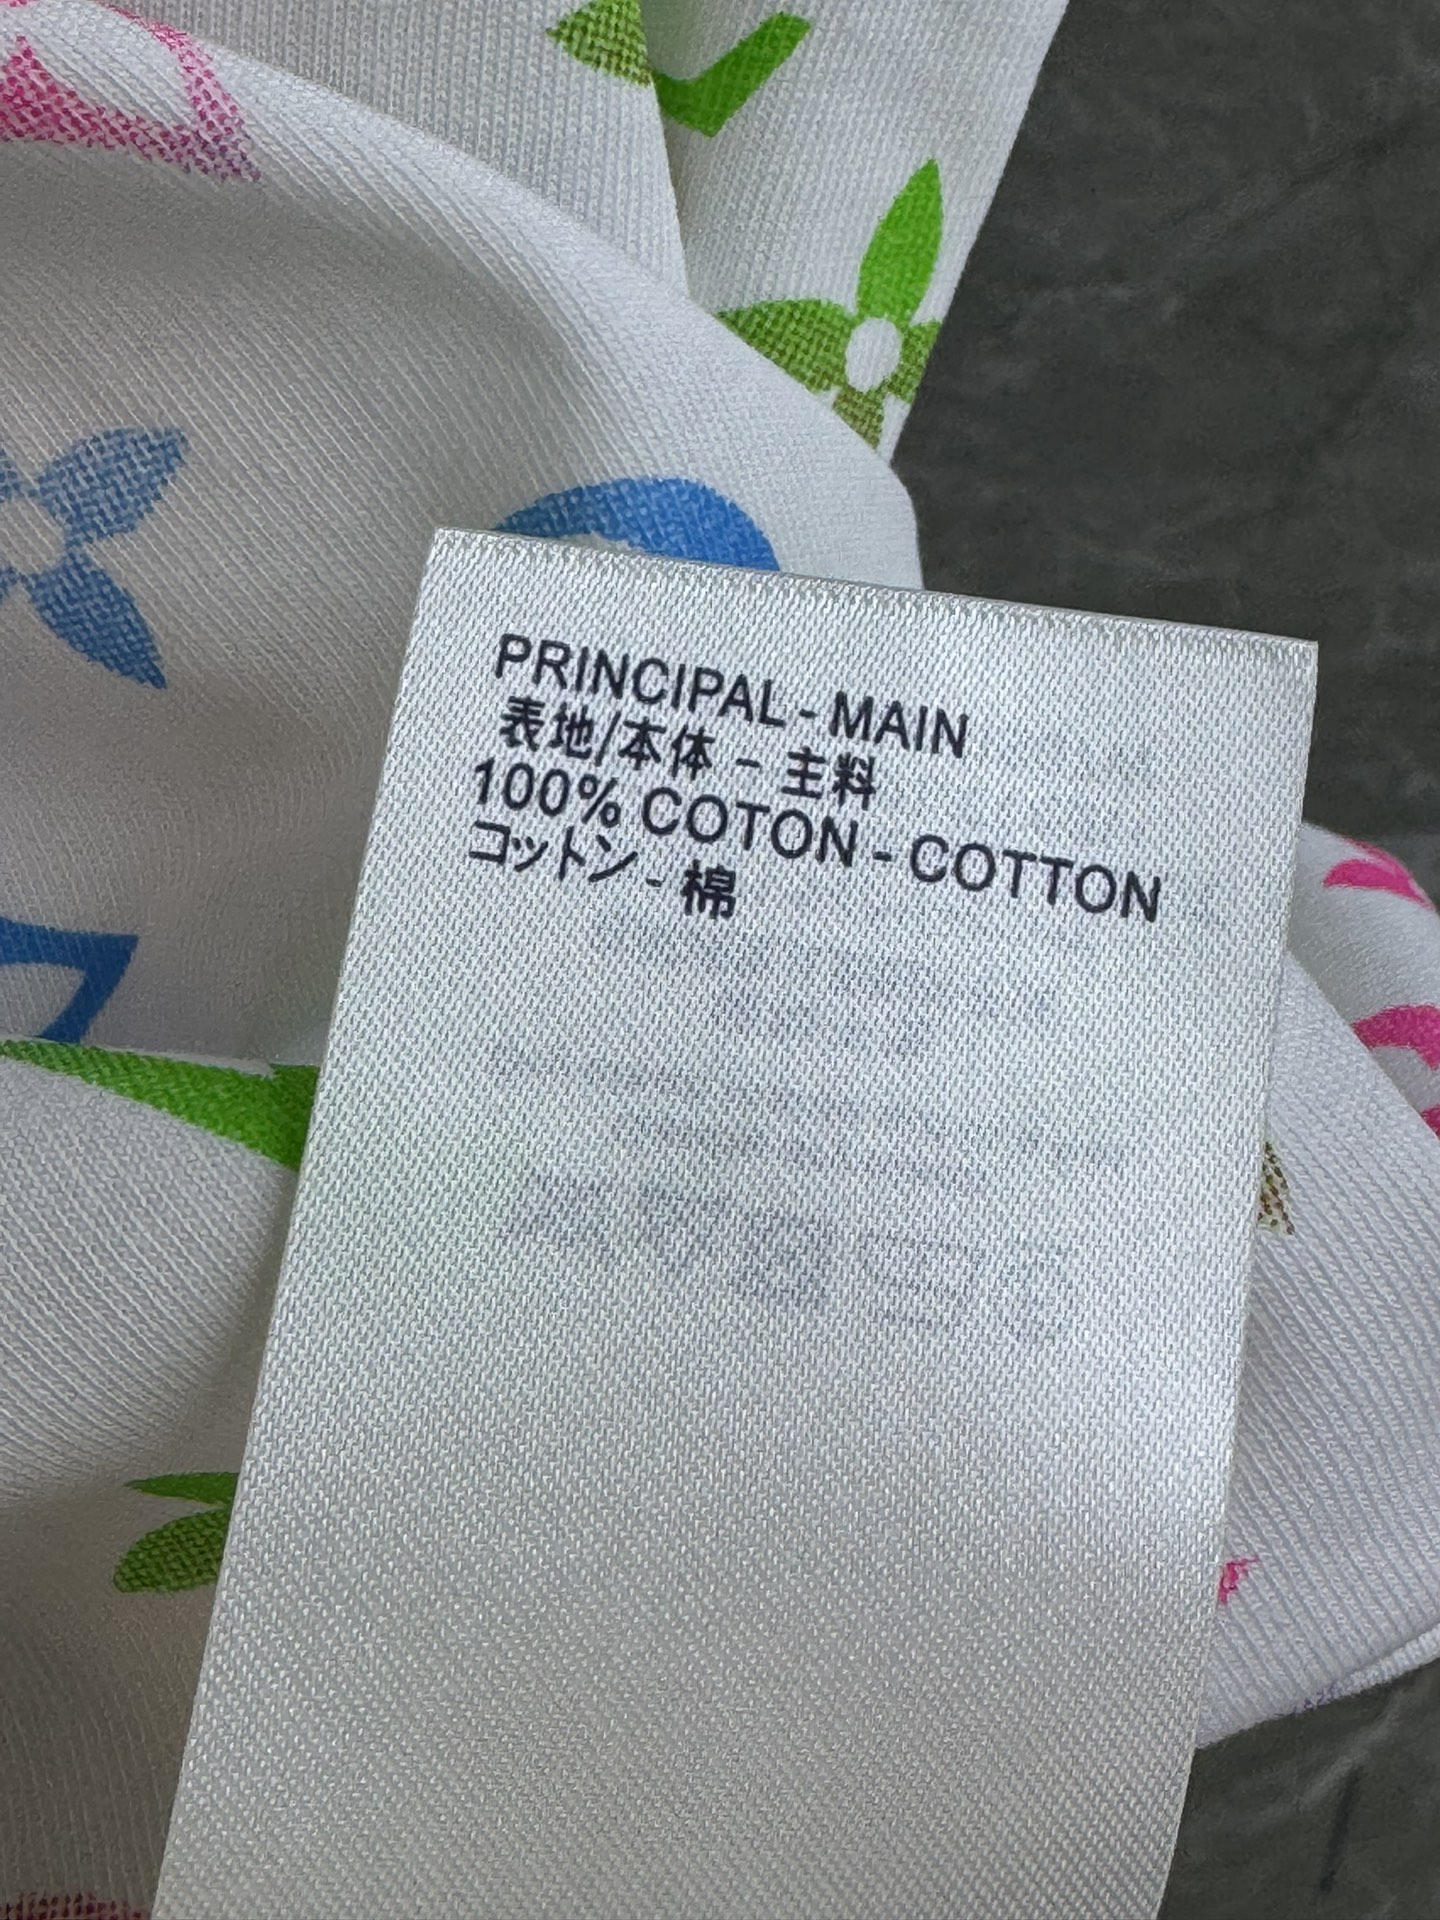 PRINCIPAL - MAIN
表地/本体 - 主料
100% COTON - COTTON
コットン - 棉